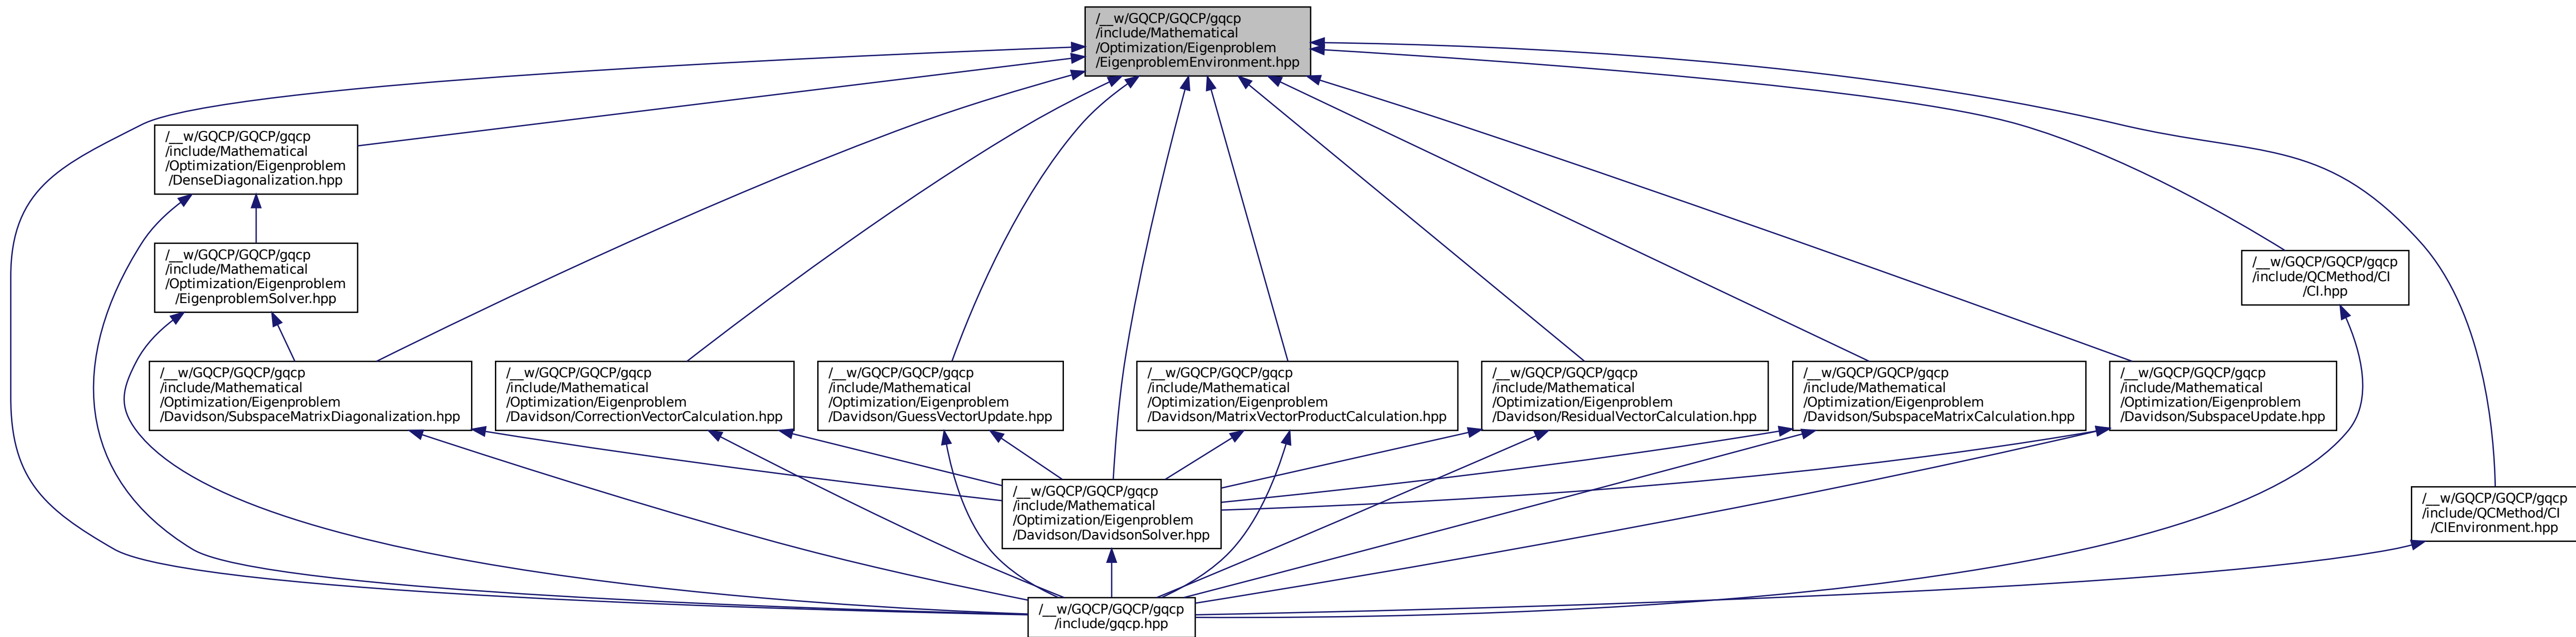 /__w/GQCP/GQCP/gqcp
/include/Mathematical
/Optimization/Eigenproblem
/EigenproblemEnvironment.hpp
/__w/GQCP/GQCP/gqcp
/include/Mathematical
/Optimization/Eigenproblem
/DenseDiagonalization.hpp
/__w/GQCP/GQCP/gqcp
/include/Mathematical
/Optimization/Eigenproblem
/EigenproblemSolver.hpp
/__w/GQCP/GQCP/gqcp
/include/QCMethod/CI
/CI.hpp
/__w/GQCP/GQCP/gqcp
/include/Mathematical
/Optimization/Eigenproblem
/Davidson/SubspaceMatrixDiagonalization.hpp
/__w/GQCP/GQCP/gqcp
/include/Mathematical
/Optimization/Eigenproblem
/Davidson/CorrectionVectorCalculation.hpp
/__w/GQCP/GQCP/gqcp
/include/Mathematical
/Optimization/Eigenproblem
/Davidson/GuessVectorUpdate.hpp
/__w/GQCP/GQCP/gqcp
/include/Mathematical
/Optimization/Eigenproblem
/Davidson/MatrixVectorProductCalculation.hpp
/__w/GQCP/GQCP/gqcp
/include/Mathematical
/Optimization/Eigenproblem
/Davidson/ResidualVectorCalculation.hpp
/__w/GQCP/GQCP/gqcp
/include/Mathematical
/Optimization/Eigenproblem
/Davidson/SubspaceMatrixCalculation.hpp
/__w/GQCP/GQCP/gqcp
/include/Mathematical
/Optimization/Eigenproblem
/Davidson/SubspaceUpdate.hpp
/__w/GQCP/GQCP/gqcp
/include/Mathematical
/Optimization/Eigenproblem
/Davidson/DavidsonSolver.hpp
/__w/GQCP/GQCP/gqcp
/include/QCMethod/CI
/CIEnvironment.hpp
/__w/GQCP/GQCP/gqcp
/include/gqcp.hpp